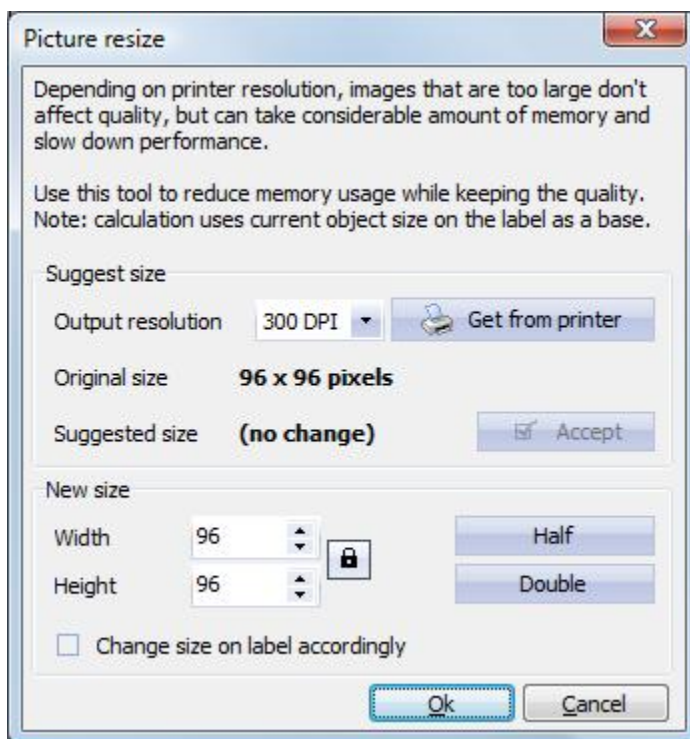 Picture resize
Depending on printer resolution, images that are too large don't
affect quality, but can take considerable amount of memory and
slow down performance.
Use this tool to reduce memory usage while keeping the quality.
Note: calculation uses current object size on the label as a base.
Suggest size
Output resolution 300 DPI Get from printer
Original size 96 x 96 pixels
Suggested size (no change) Accept
New size
Width 96 Half
Height 96 Double
Change size on label accordingly
Ok Cancel